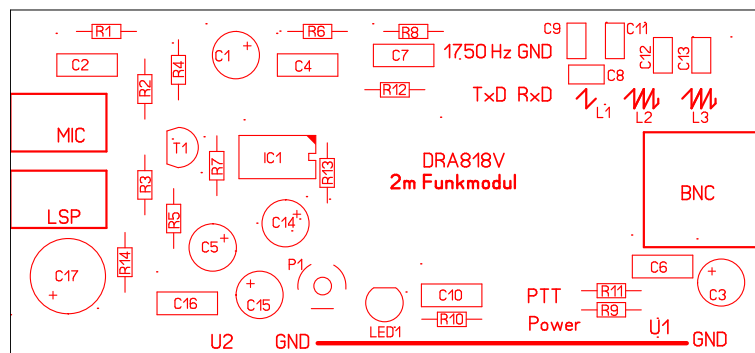 R1
R6
R8
C9
C11
C2
R4
C1
C4
C7
1750 Hz GND
C12
C13
R2
R12
C8
TxD RxD
L1
L2
L3
MIC
T1
R7
IC1
R13
DRA818V
2m Funkmodul
R3
BNC
LSP
R5
C14
C5
R14
C17
P1
C6
C3
C16
C15
C10
PTT
R11
LED1
R10
Power
R9
U1
U2
GND
GND